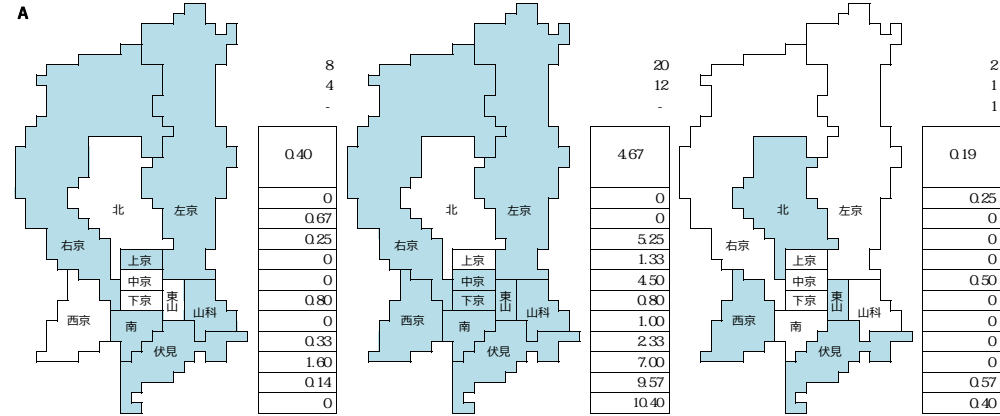 A
8
4
-
0.40
0
0.67
0.25
0
0
0.80
0
0.33
1.60
0.14
0
北
左京
右京
上京
中京
下京
東山
山科
西京
南
伏見
20
12
-
4.67
0
0
5.25
1.33
4.50
0.80
1.00
2.33
7.00
9.57
10.40
北
左京
右京
上京
中京
下京
東山
山科
西京
南
伏見
2
1
1
0.19
0.25
0
0
0
0.50
0
0
0
0
0.57
0.40
北
左京
右京
上京
中京
下京
東山
山科
西京
南
伏見